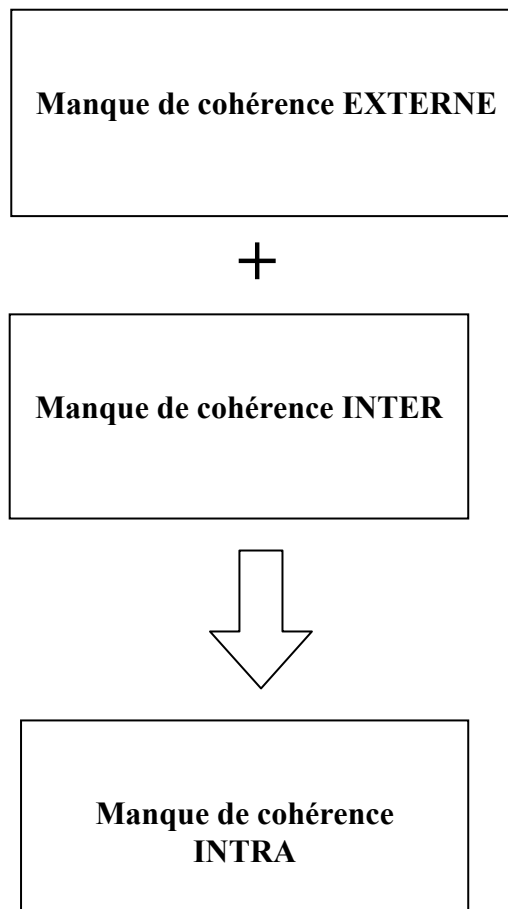 Manque de cohérence EXTERNE
+
Manque de cohérence INTER
Manque de cohérence
INTRA